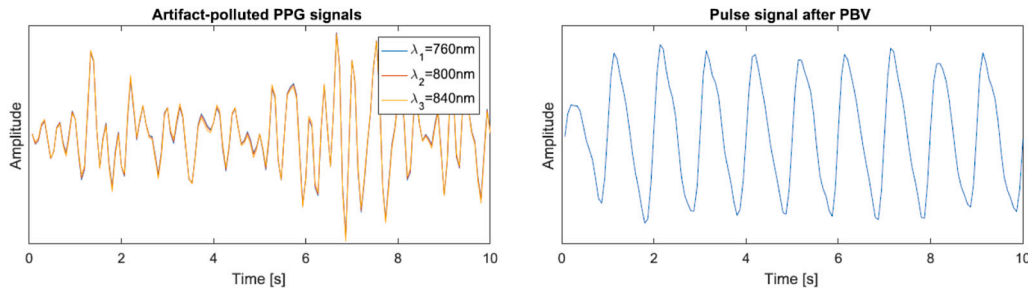 Artifact-polluted PPG signals
Amplitude
λ1=760nm
λ2=800nm
λ3=840nm
0 2 4 6 8 10
Time [s]
Pulse signal after PBV
Amplitude
0 2 4 6 8 10
Time [s]